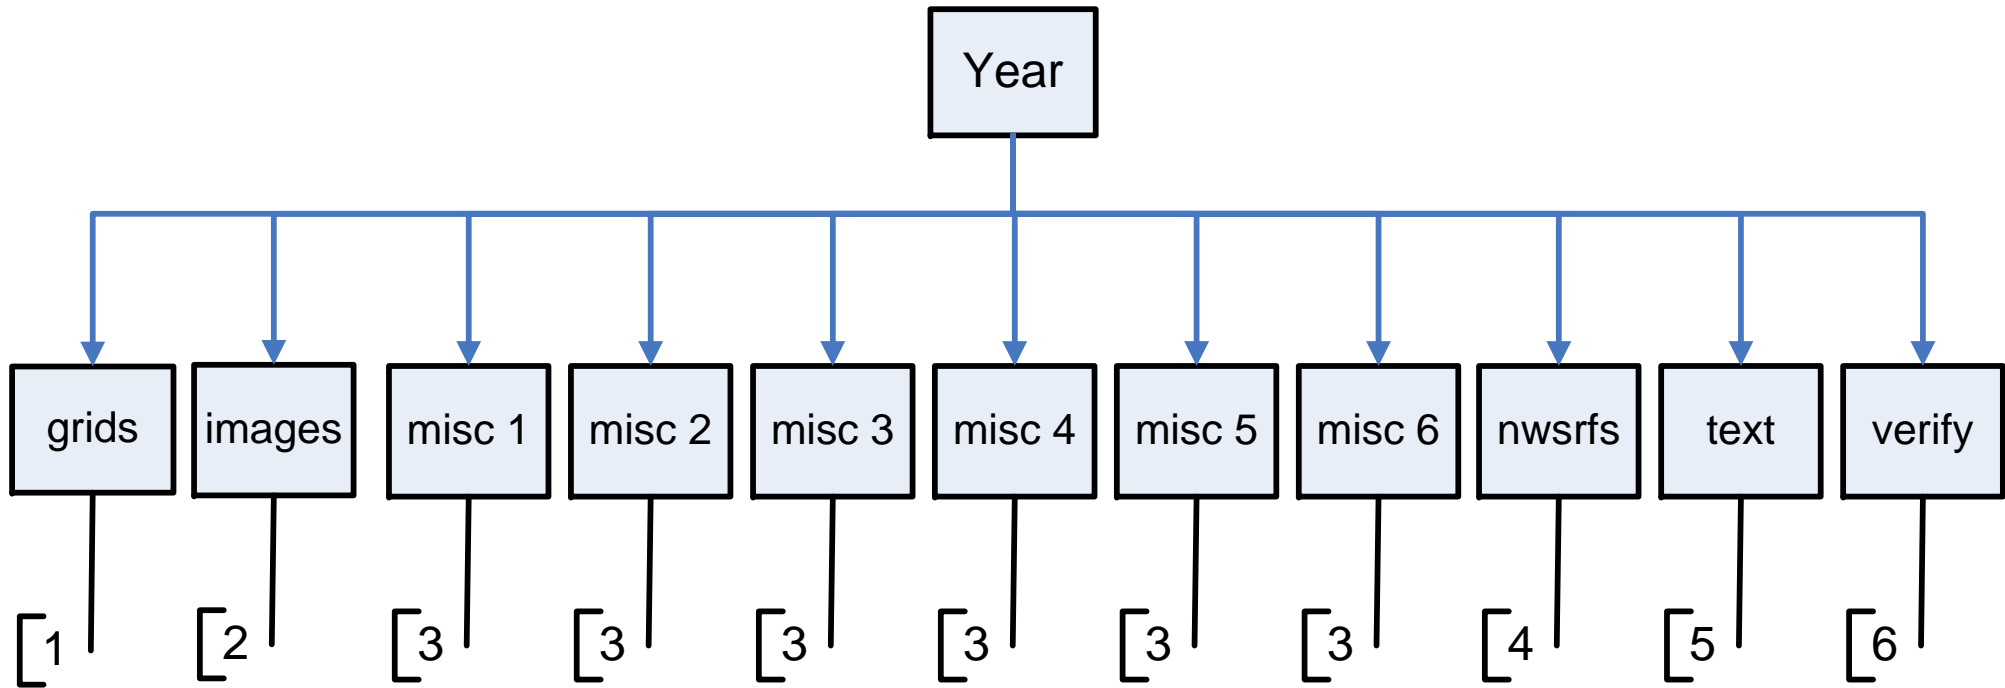 Year
grids
images
misc 1
misc 2
misc 3
misc 4
misc 5
misc 6
nwsrfs
text
verify
1
2
3
3
3
3
3
3
4
5
6